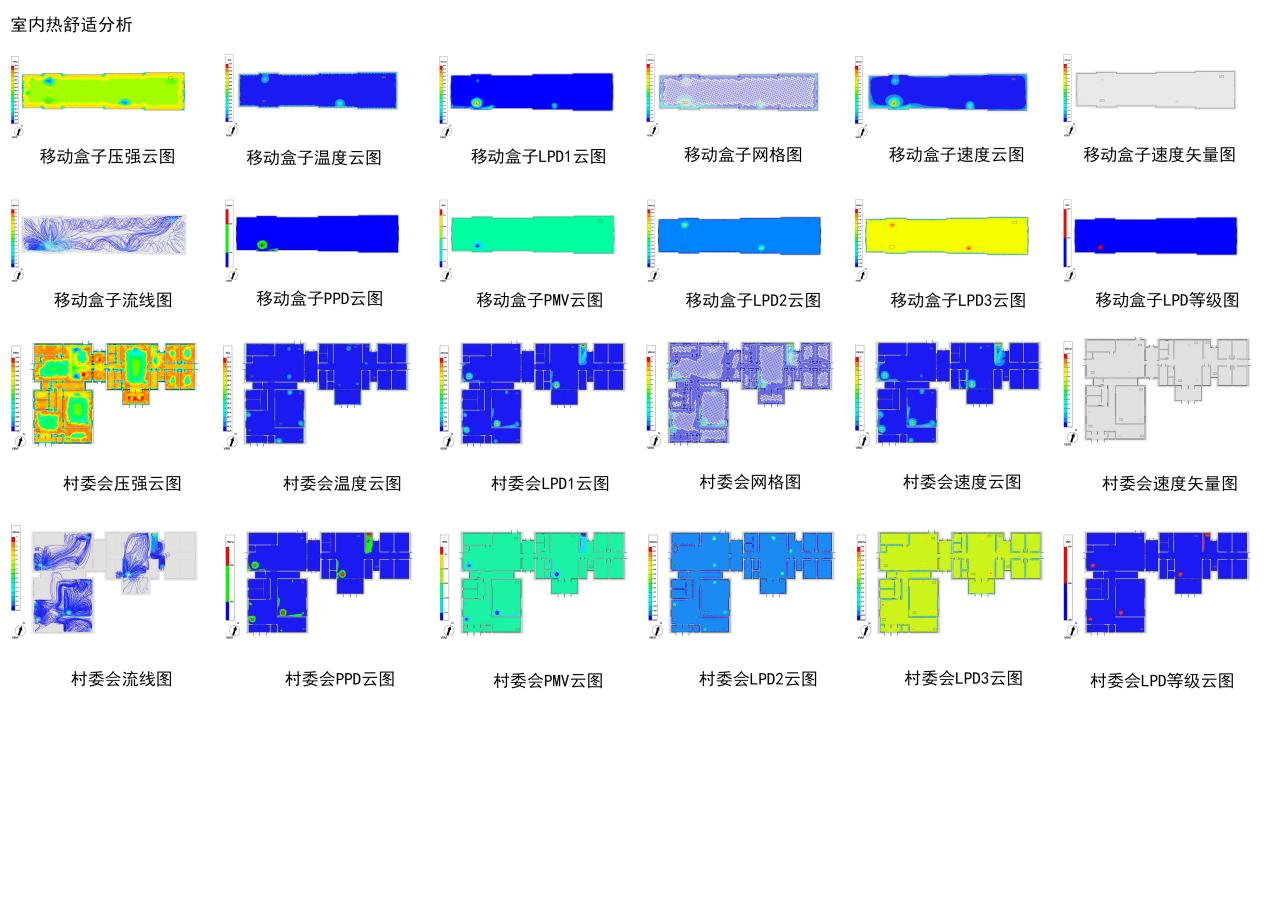 室内热舒适分析
移动盒子压强云图
移动盒子温度云图
移动盒子LPD1云图
移动盒子网格图
移动盒子速度云图
移动盒子速度矢量图
移动盒子流线图
移动盒子PPD云图
移动盒子PMV云图
移动盒子LPD2云图
移动盒子LPD3云图
移动盒子LPD等级图
村委会压强云图
村委会温度云图
村委会LPD1云图
村委会网格图
村委会速度云图
村委会速度矢量图
村委会流线图
村委会PPD云图
村委会PMV云图
村委会LPD2云图
村委会LPD3云图
村委会LPD等级云图